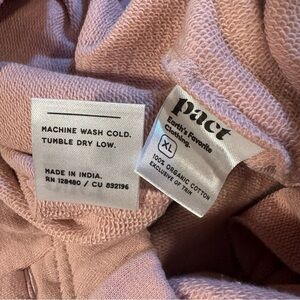 MACHINE WASH COLD.
TUMBLE DRY LOW.
MADE IN INDIA.
RN 128480 / CU 832196
pact
Earth's Favorite
Clothing.
XL
100% ORGANIC COTTON
EXCLUSIVE OF TRIM